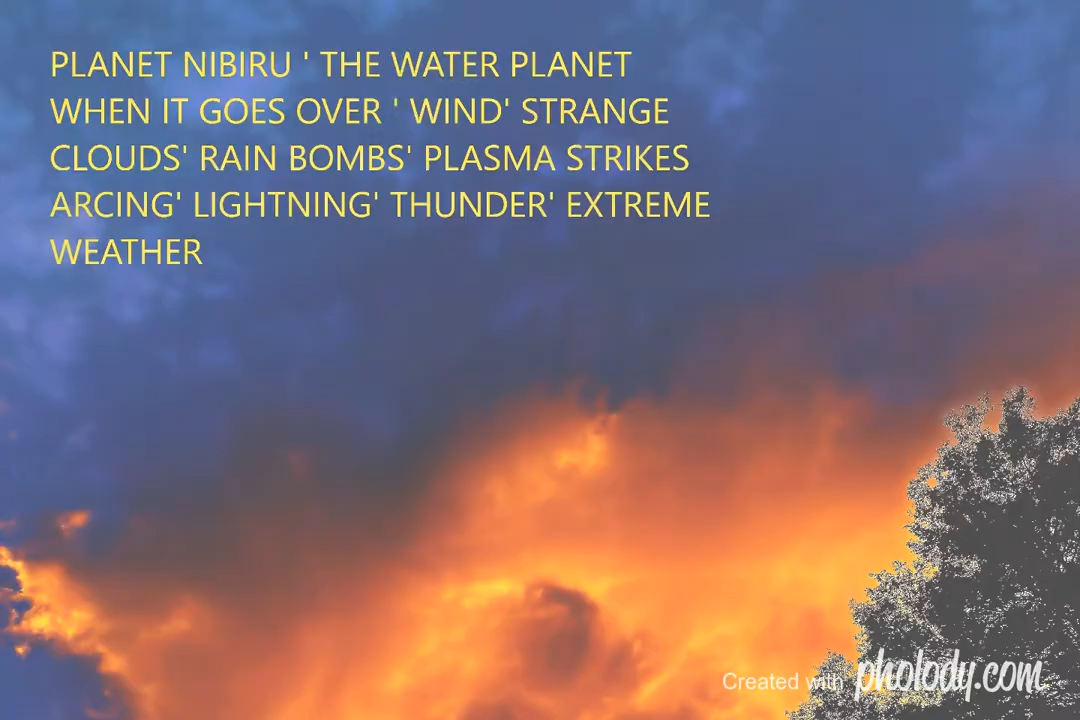 PLANET NIBIRU ' THE WATER PLANET
WHEN IT GOES OVER ' WIND' STRANGE
CLOUDS' RAIN BOMBS' PLASMA STRIKES
ARCING' LIGHTNING' THUNDER' EXTREME
WEATHER
Created with pholody.com